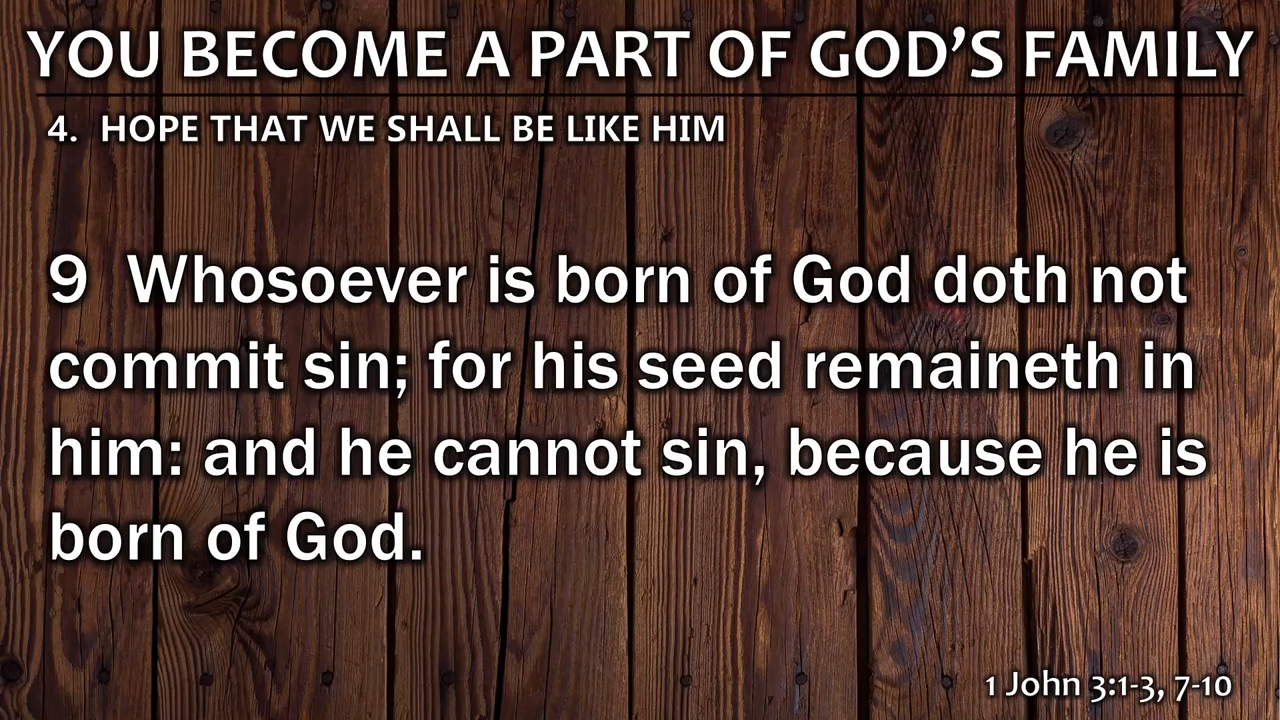 YOU BECOME A PART OF GOD’S FAMILY
4. HOPE THAT WE SHALL BE LIKE HIM
9 Whosoever is born of God doth not
commit sin; for his seed remaineth in
him: and he cannot sin, because he is
born of God.
1 John 3:1-3, 7-10